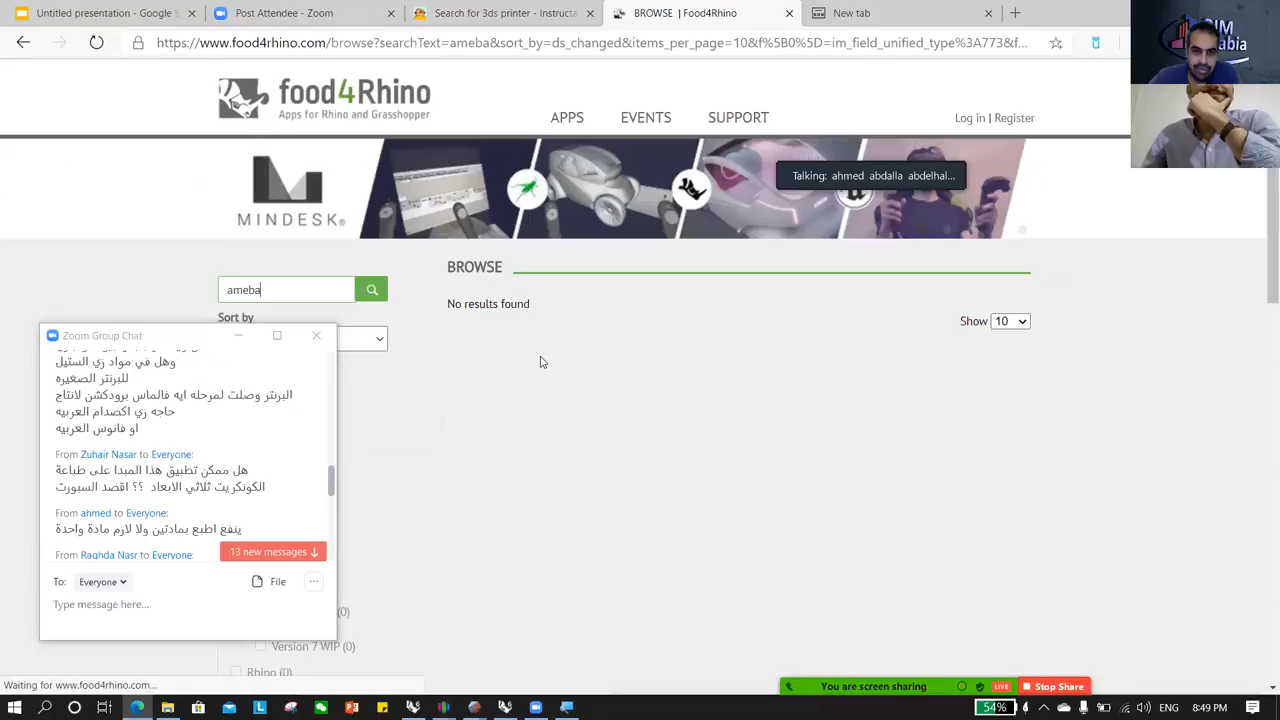 Untitled presentation - Google S
Post Attendee - Zoom
Search for 3ds printer - Instructa
BROWSE | Food4Rhino
New tab
https://www.food4rhino.com/browse?searchText=ameba&sort_by=ds_changed&items_per_page=10&f%5B0%5D=im_field_unified_type%3A773&f...
food4Rhino
Apps for Rhino and Grasshopper
APPS
EVENTS
SUPPORT
Log in | Register
MINDESK
Talking: ahmed abdalla abdelhal...
ameba
BROWSE
No results found
Sort by
Show 10
Zoom Group Chat
وهل في مواد زي الستيل
للبرنتر الصغيره
البرنتر وصلت لمرحله ايه فالماس برودكشن لانتاج
حاجه زي اكصدام العربيه
او فانوس العربيه
From Zuhair Nasar to Everyone:
هل ممكن تطبيق هذا المبدا على طباعة
الكونكريت ثلاثي الابعاد ؟؟ اقصد السبورت
From ahmed to Everyone:
ينفع اطبع بمادتين ولا لازم مادة واحدة
From Raghda Nasr to Everyone:
13 new messages
To: Everyone
File
Type message here...
(0)
Version 7 WIP (0)
Rhino (0)
Waiting for www.food4rhino.com...
You are screen sharing
LIVE
Stop Share
54%
8:49 PM